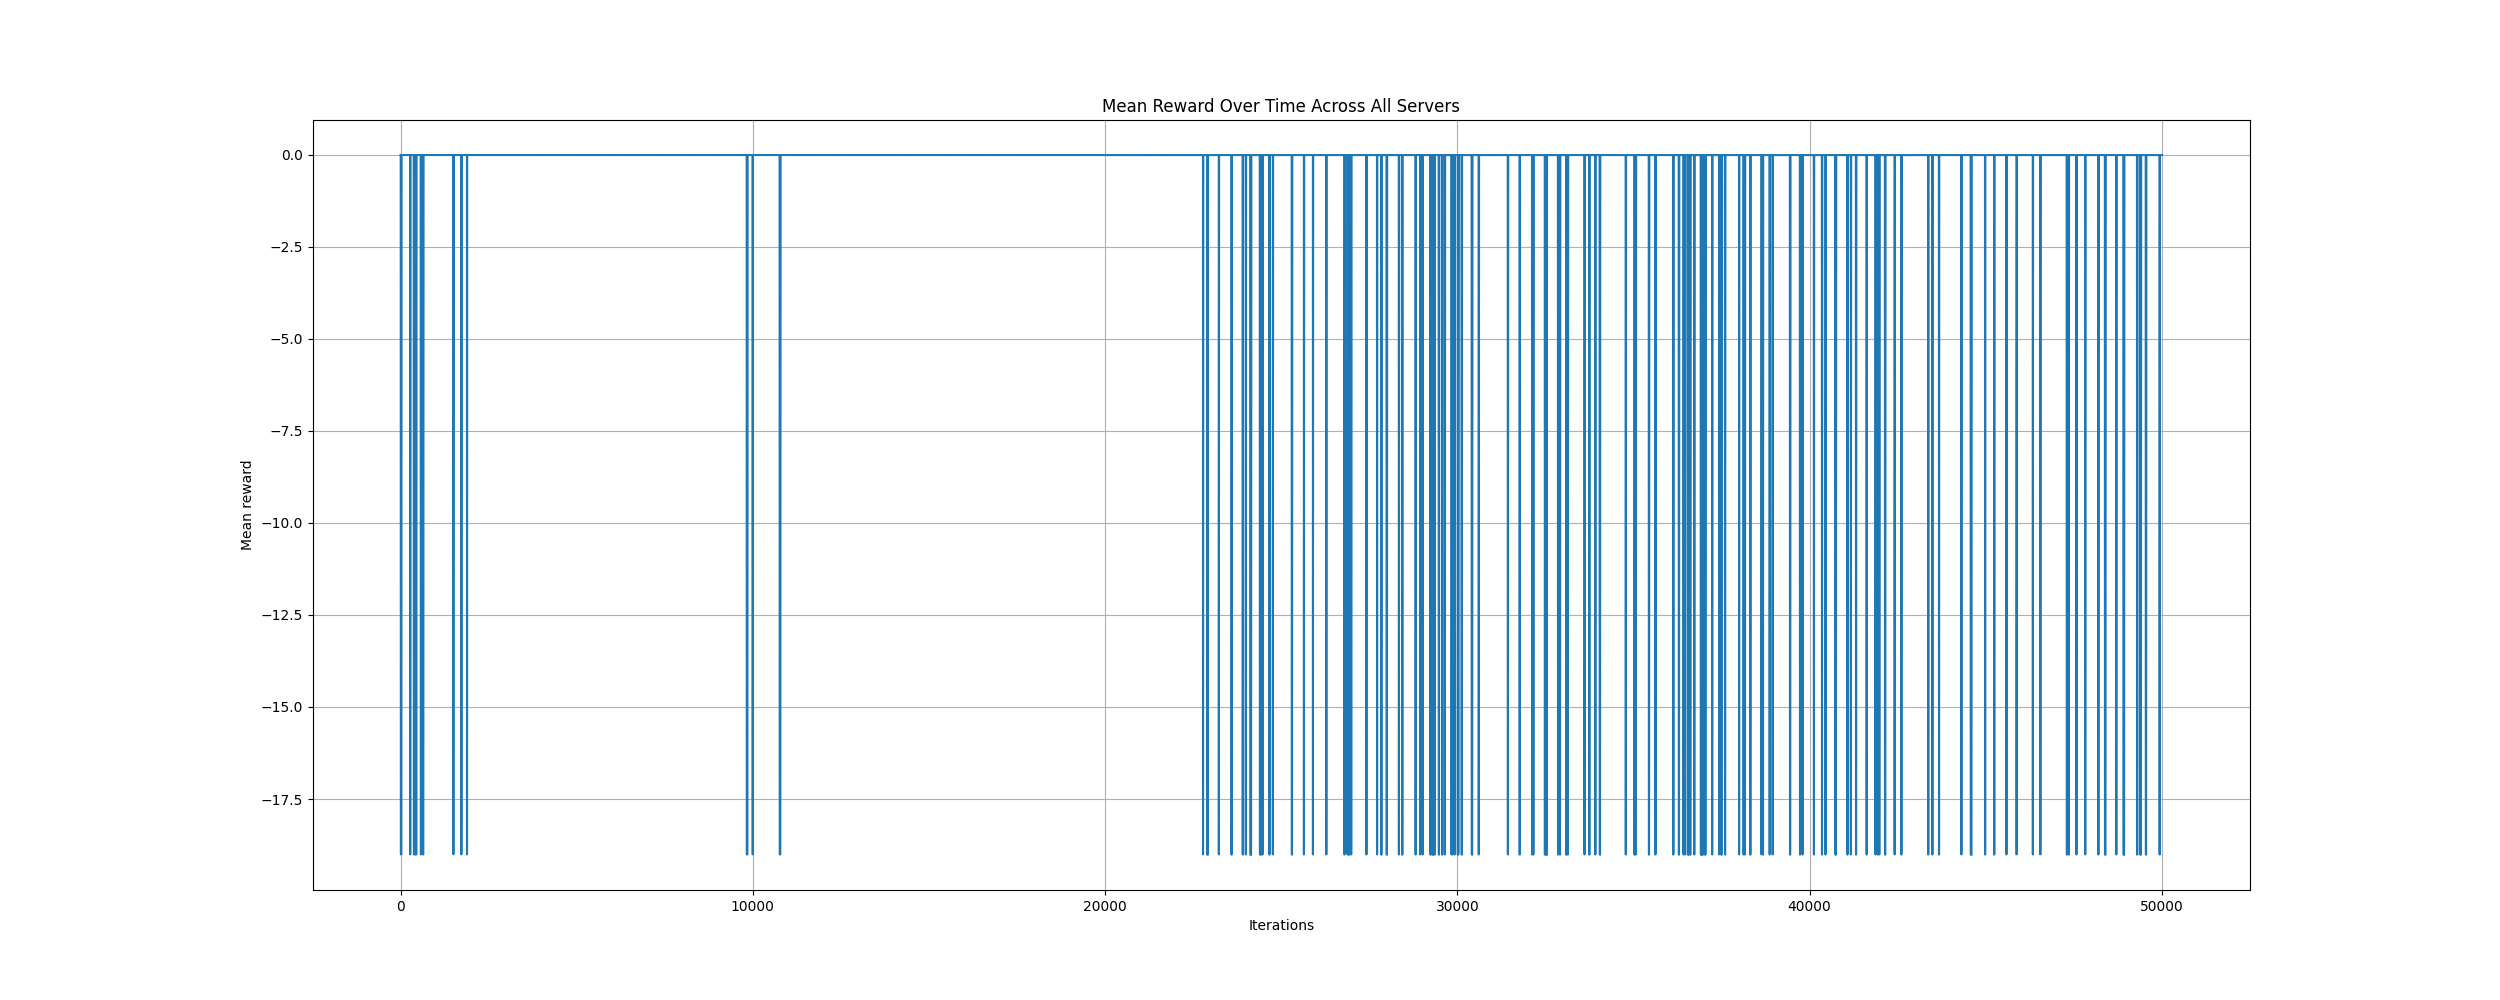 Mean Reward Over Time Across All Servers
0.0
−2.5
−5.0
−7.5
−10.0
−12.5
−15.0
−17.5
Mean reward
0 10000 20000 30000 40000 50000
Iterations